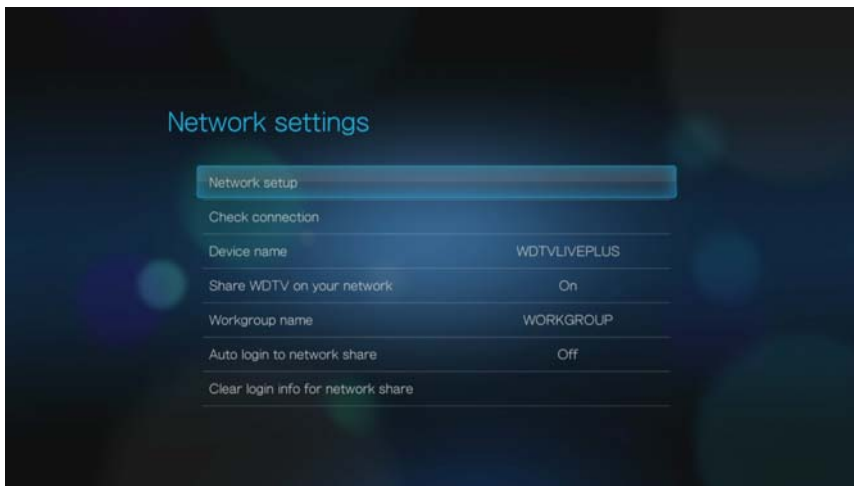 Network settings
Network setup
Check connection
Device name WDTVLIVEPLUS
Share WDTV on your network On
Workgroup name WORKGROUP
Auto login to network share Off
Clear login info for network share